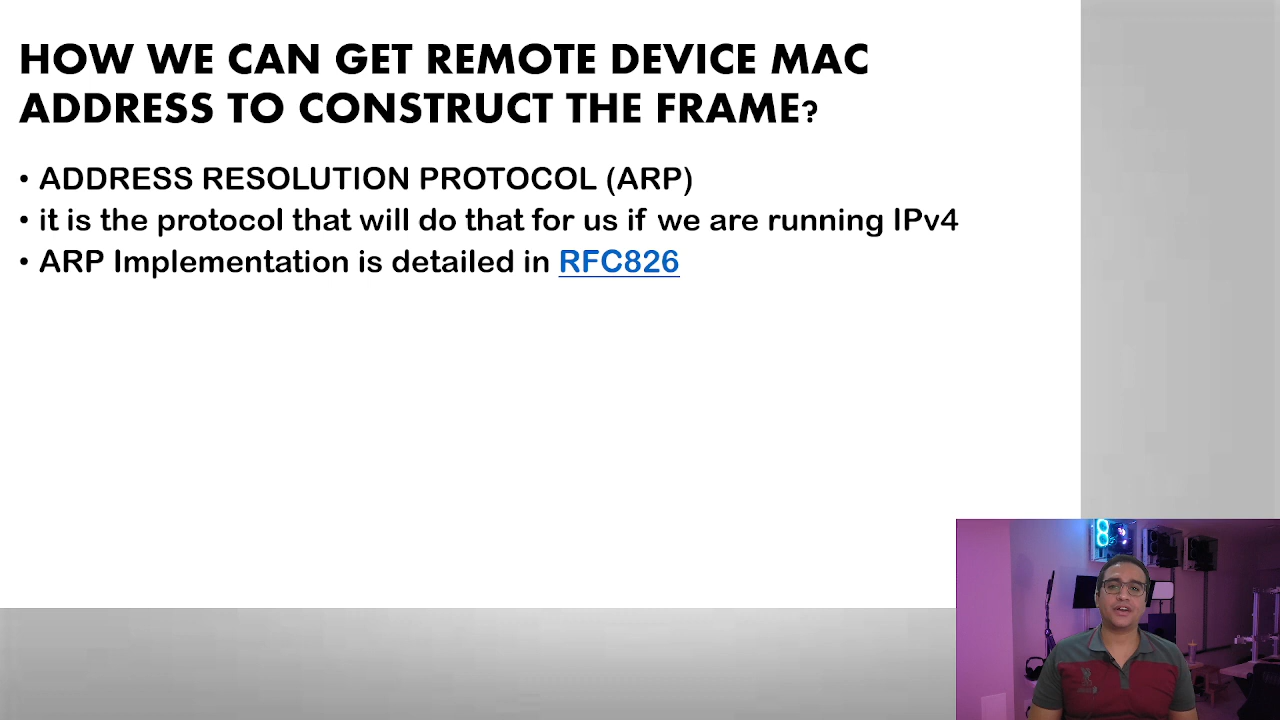 HOW WE CAN GET REMOTE DEVICE MAC
ADDRESS TO CONSTRUCT THE FRAME?
• ADDRESS RESOLUTION PROTOCOL (ARP)
• it is the protocol that will do that for us if we are running IPv4
• ARP Implementation is detailed in RFC826